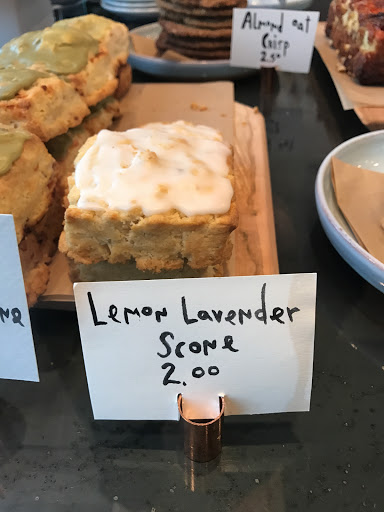 Almond oat
Crisp
2.50
Lemon Lavender
Scone
2.00